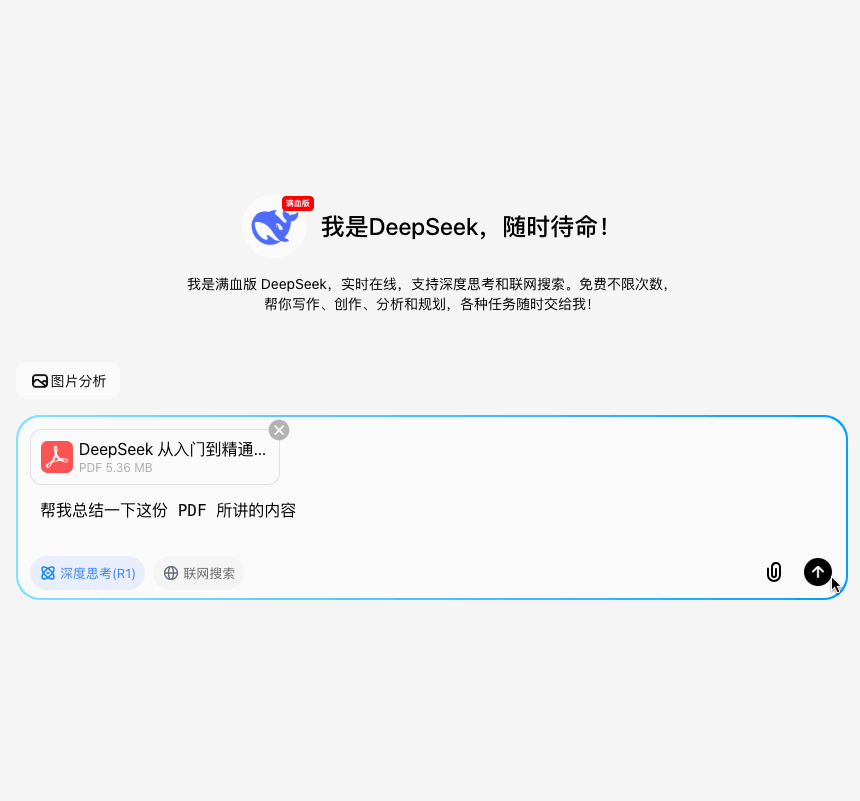 满血版
我是DeepSeek，随时待命！
我是满血版 DeepSeek，实时在线，支持深度思考和联网搜索。免费不限次数，
帮你写作、创作、分析和规划，各种任务随时交给我！
图片分析
DeepSeek 从入门到精通...
PDF 5.36 MB
帮我总结一下这份 PDF 所讲的内容
深度思考(R1) 联网搜索